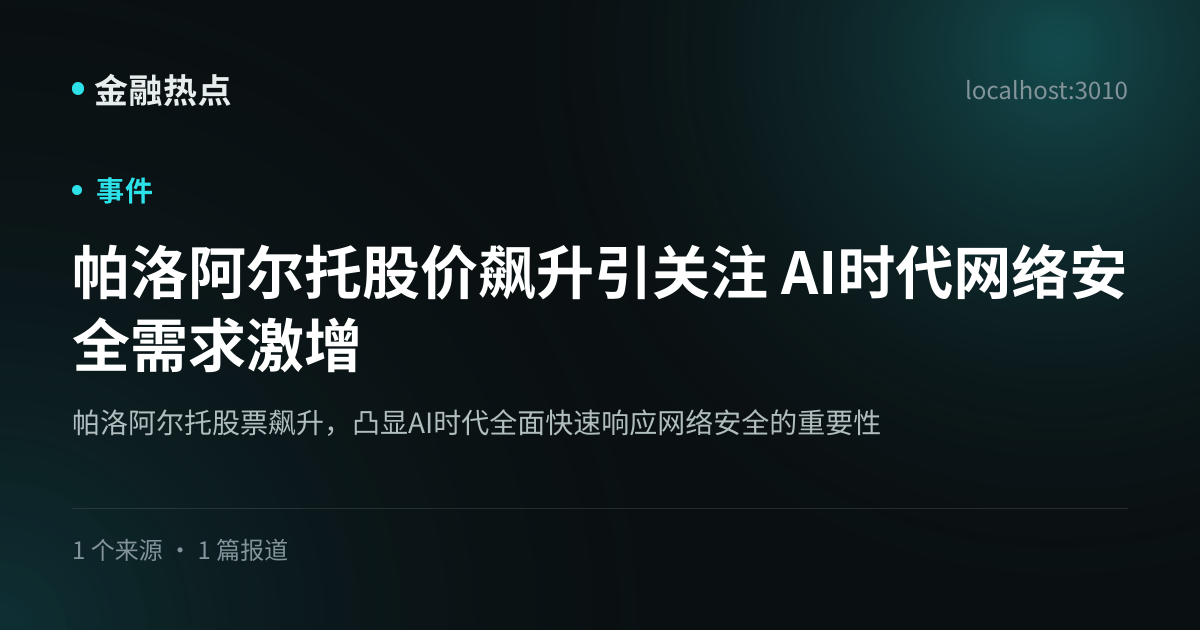 金融热点
localhost:3010
事件
帕洛阿尔托股价飙升引关注 AI时代网络安
全需求激增
帕洛阿尔托股票飙升，凸显AI时代全面快速响应网络安全的重要性
1 个来源 • 1 篇报道